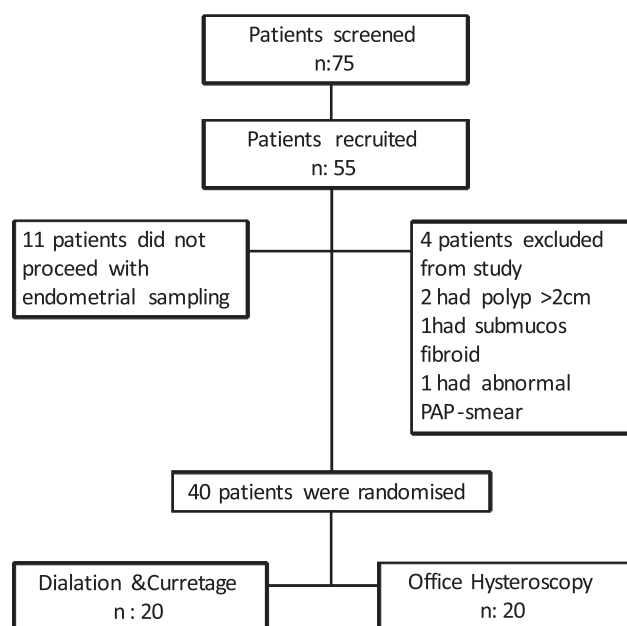 Patients screened
n:75
Patients recruited
n: 55
11 patients did not
proceed with
endometrial sampling
4 patients excluded
from study
2 had polyp >2cm
1had submucos
fibroid
1 had abnormal
PAP-smear
40 patients were randomised
Dialation &Curretage
n : 20
Office Hysteroscopy
n: 20